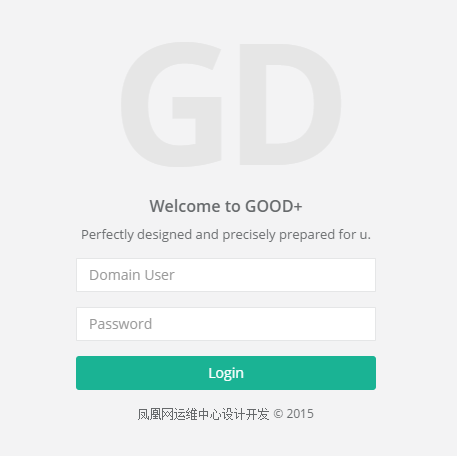 GD
Welcome to GOOD+
Perfectly designed and precisely prepared for u.
Domain User
Password
Login
凤凰网运维中心设计开发 © 2015